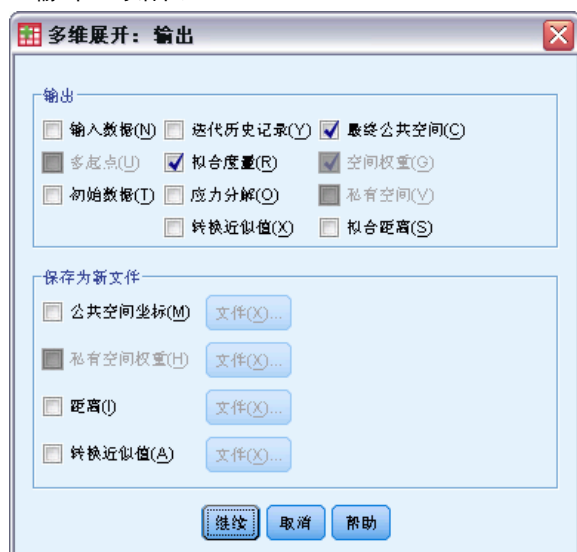 多维展开：输出
输出
输入数据(N) 迭代历史记录(Y) 最终公共空间(C)
多起点(U) 拟合度量(R) 空间权重(G)
初始数据(T) 应力分解(O) 私有空间(V)
转换近似值(X) 拟合距离(S)
保存为新文件
公共空间坐标(M) 文件(X)...
私有空间权重(H) 文件(X)...
距离(I) 文件(X)...
转换近似值(A) 文件(X)...
继续 取消 帮助